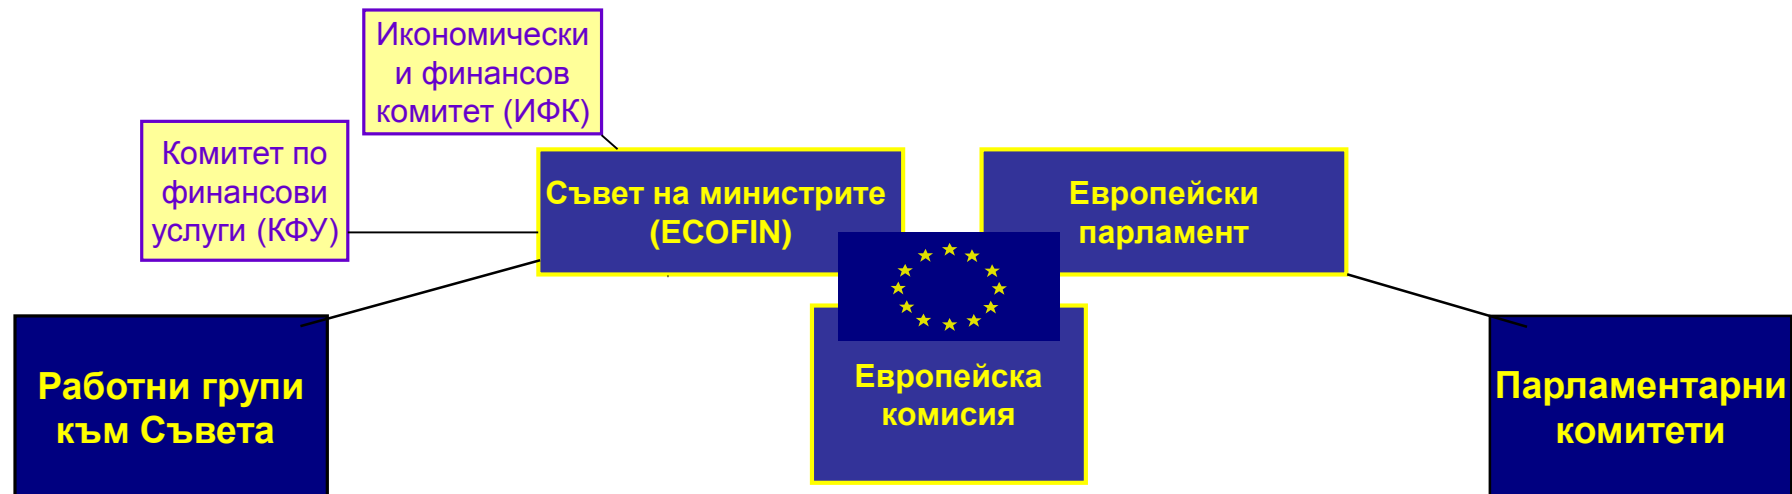 Икономически
и финансов
комитет (ИФК)
Комитет по
финансови
услуги (КФУ)
Съвет на министрите
(ECOFIN)
Европейски
парламент
Европейска
комисия
Работни групи
към Съвета
Парламентарни
комитети